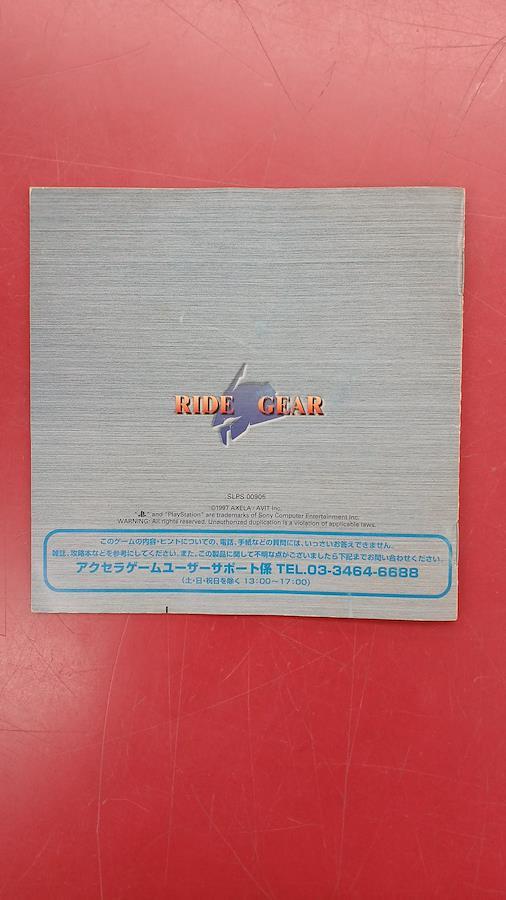 RIDE GEAR
SLPS 00905
©1997 AXELA / AVIT Inc.
"PS" and "PlayStation" are trademarks of Sony Computer Entertainment Inc.
WARNING: All rights reserved. Unauthorized duplication is a violation of applicable laws.
このゲームの内容・ヒントについての、電話、手紙などの質問には、いっさいお答えできません。
雑誌、攻略本などを参考にしてください。また、この製品に関して不明な点がございましたら下記までお問い合わせください。
アクセラゲームユーザーサポート係 TEL.03-3464-6688
(土・日・祝日を除く 13:00〜17:00)